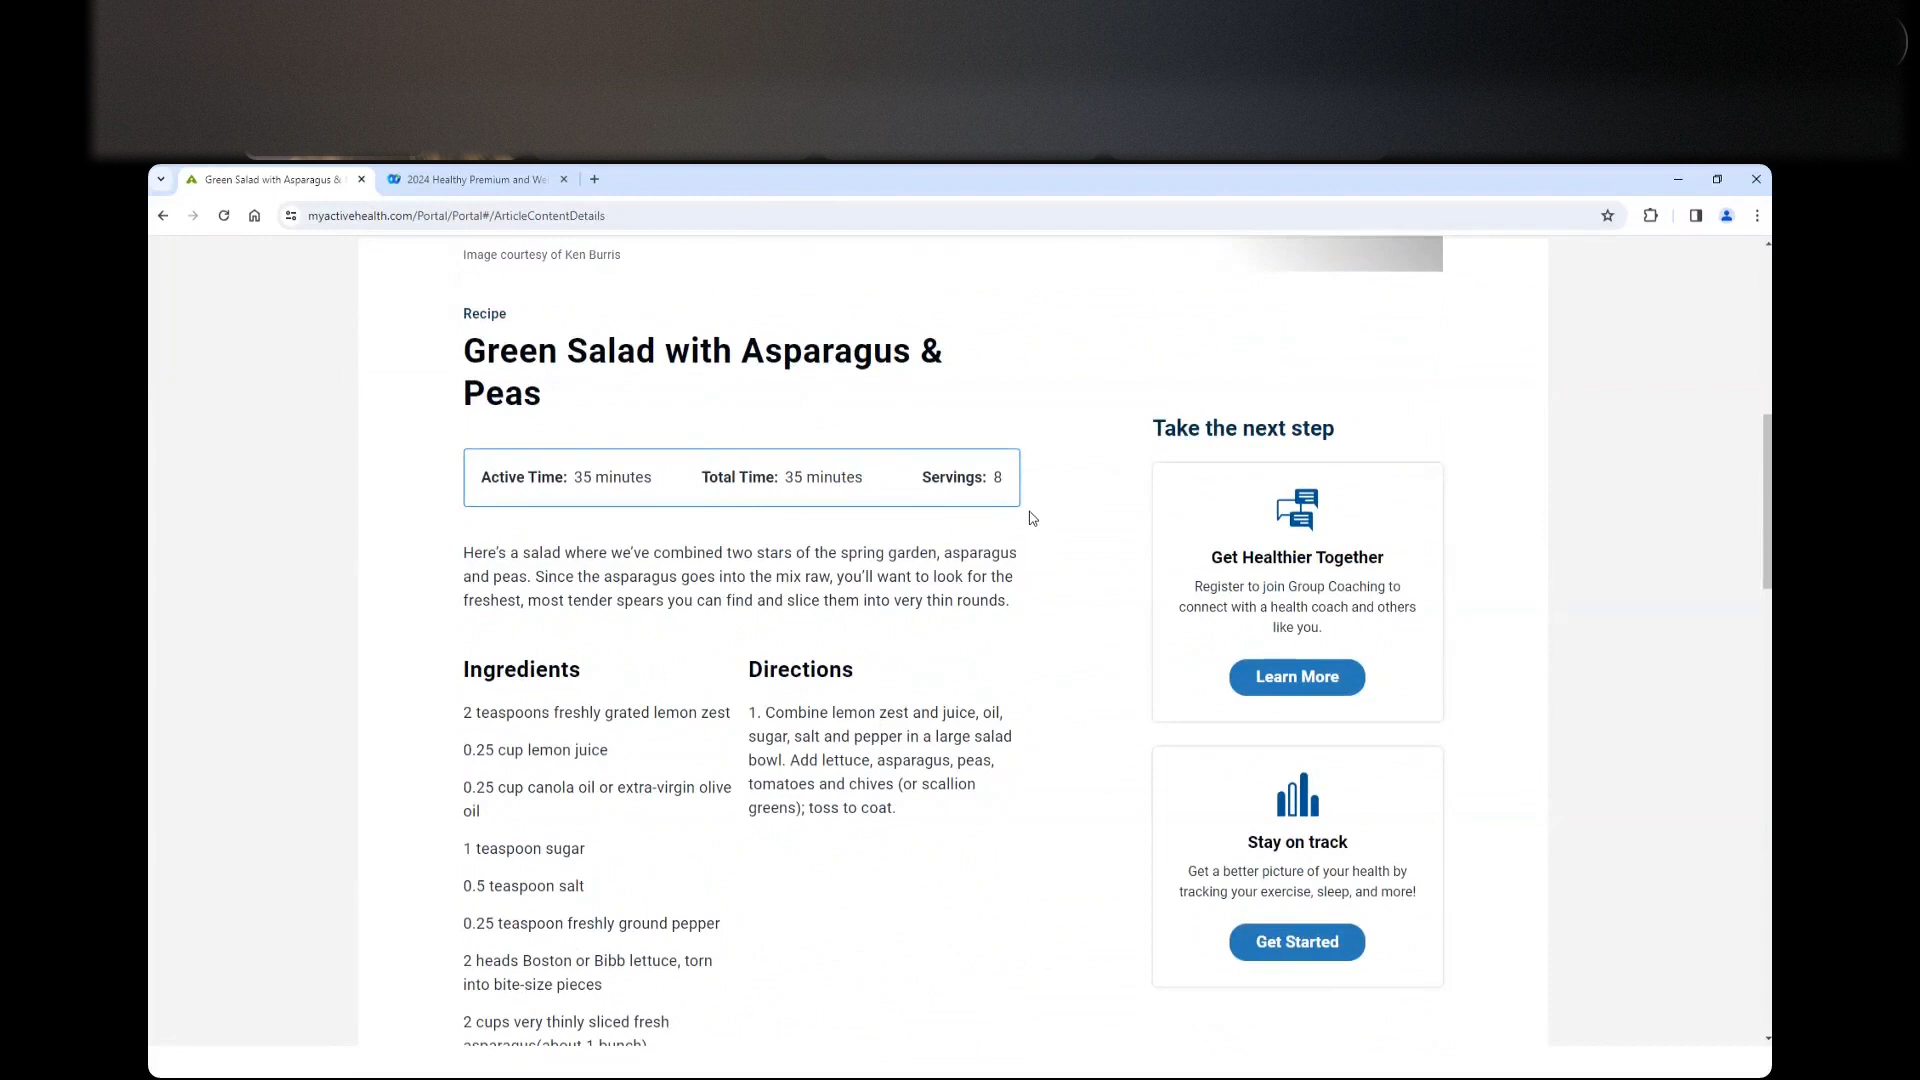 Green Salad with Asparagus &
2024 Healthy Premium and We
myactivehealth.com/Portal/Portal#/ArticleContentDetails
Image courtesy of Ken Burris
Recipe
Green Salad with Asparagus &
Peas
Active Time: 35 minutes Total Time: 35 minutes Servings: 8
Here's a salad where we've combined two stars of the spring garden, asparagus
and peas. Since the asparagus goes into the mix raw, you'll want to look for the
freshest, most tender spears you can find and slice them into very thin rounds.
Ingredients
2 teaspoons freshly grated lemon zest
0.25 cup lemon juice
0.25 cup canola oil or extra-virgin olive
oil
1 teaspoon sugar
0.5 teaspoon salt
0.25 teaspoon freshly ground pepper
2 heads Boston or Bibb lettuce, torn
into bite-size pieces
2 cups very thinly sliced fresh
asparagus(about 1 bunch)
Directions
1. Combine lemon zest and juice, oil,
sugar, salt and pepper in a large salad
bowl. Add lettuce, asparagus, peas,
tomatoes and chives (or scallion
greens); toss to coat.
Take the next step
Get Healthier Together
Register to join Group Coaching to
connect with a health coach and others
like you.
Learn More
Stay on track
Get a better picture of your health by
tracking your exercise, sleep, and more!
Get Started